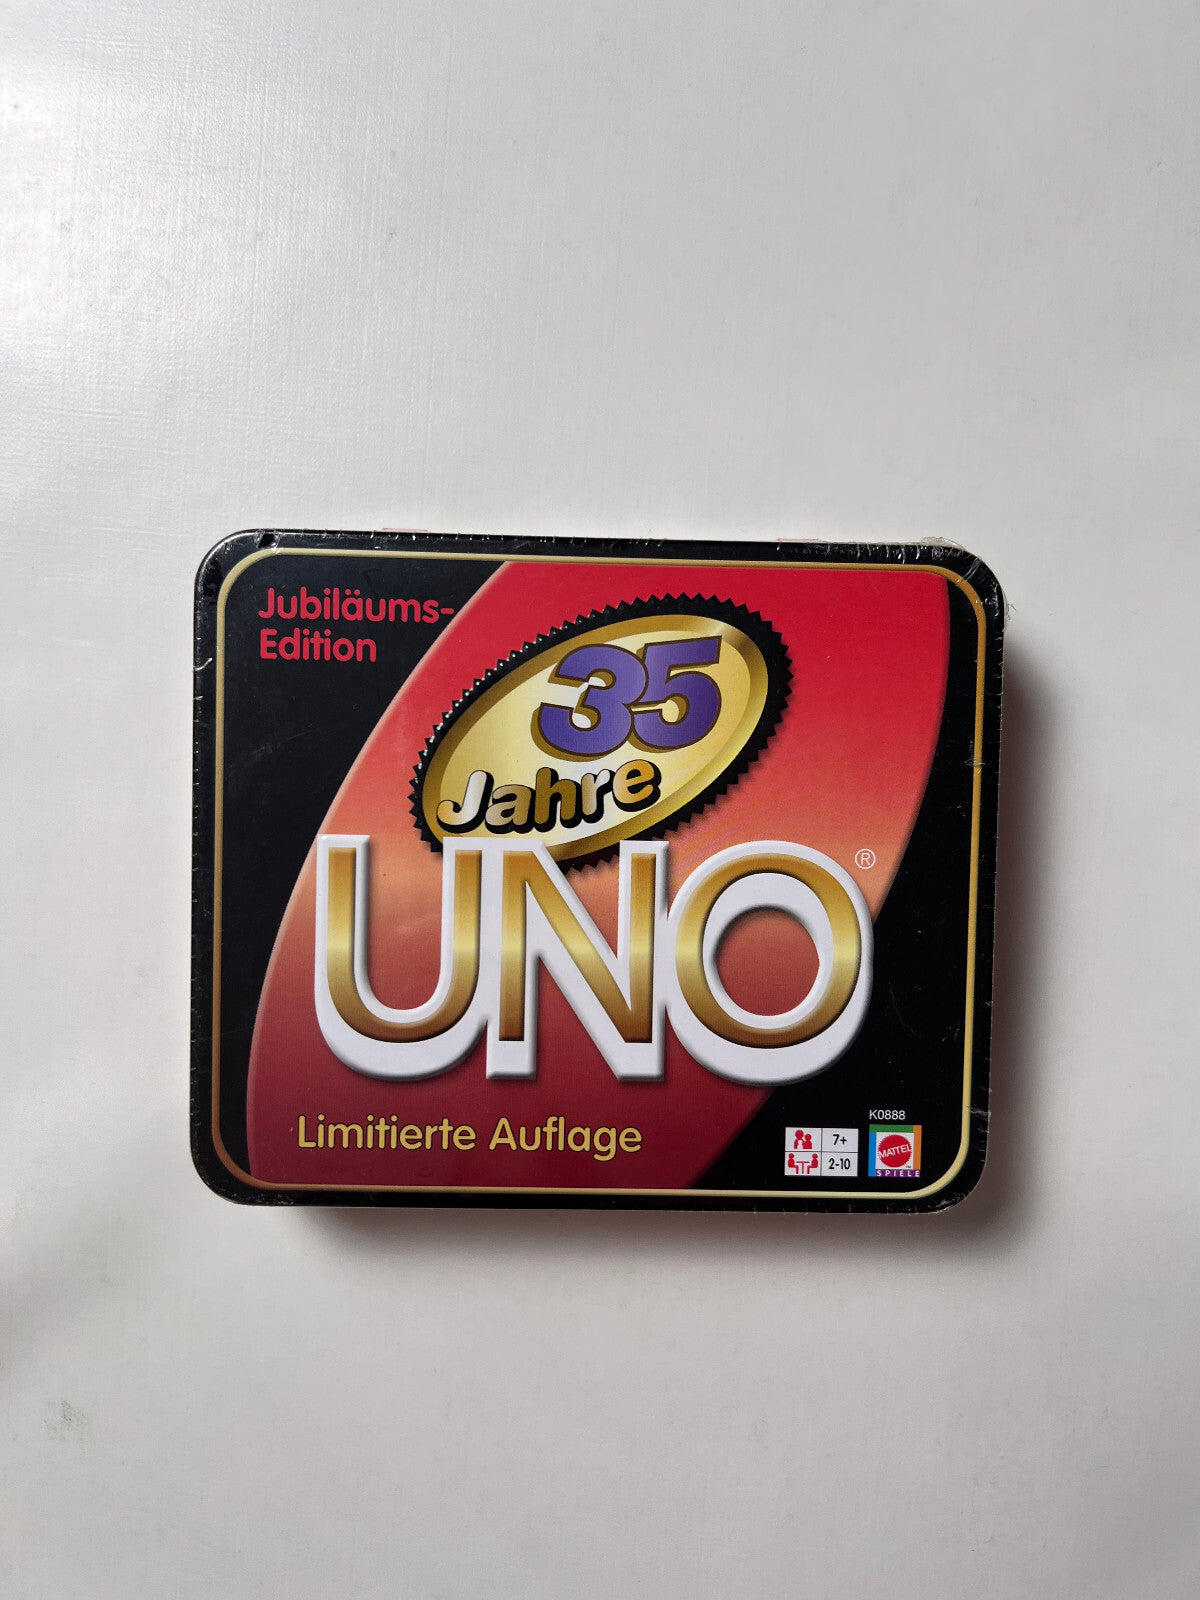 Jubiläums-
Edition
35
Jahre
UNO®
Limitierte Auflage
K0888
7+
2-10
MATTEL
SPIELE